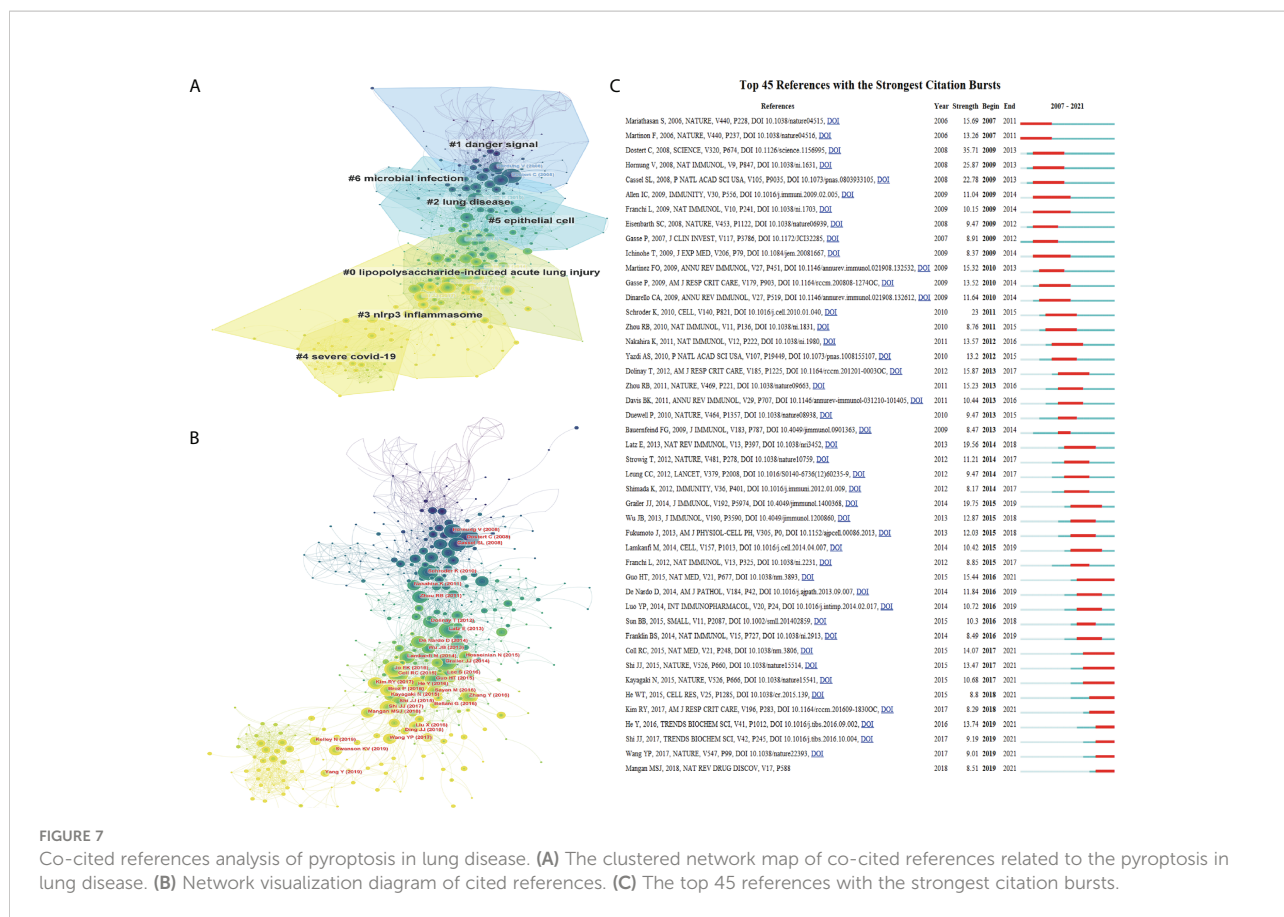 A
#1 danger signal
#6 microbial infection
#2 lung disease
#5 epithelial cell
#0 lipopolysaccharide-induced acute lung injury
#3 nlrp3 inflammasome
#4 severe covid-19
B
Dolinay T (2012)
Wang YP (2017)
Kelley N (2019)
Swanson KV (2019)
Yang Y (2019)
Mangan MSJ (2018)
Zhang Y (2018)
Liu X (2016)
C
Top 45 References with the Strongest Citation Bursts
References Year Strength Begin End 2007 - 2021
Mariathasan S, 2006, NATURE, V440, P228, DOI 10.1038/nature04515, DOI 2006 15.69 2007 2011
Martinon F, 2006, NATURE, V440, P237, DOI 10.1038/nature04516, DOI 2006 13.26 2007 2011
Dostert C, 2008, SCIENCE, V320, P674, DOI 10.1126/science.1156995, DOI 2008 35.71 2009 2013
Hornung V, 2008, NAT IMMUNOL, V9, P847, DOI 10.1038/ni.1631, DOI 2008 25.87 2009 2013
Cassel SL, 2008, P NATL ACAD SCI USA, V105, P9035, DOI 10.1073/pnas.0803933105, DOI 2008 22.78 2009 2013
Allen IC, 2009, IMMUNITY, V30, P556, DOI 10.1016/j.immuni.2009.02.005, DOI 2009 11.04 2009 2014
Franchi L, 2009, NAT IMMUNOL, V10, P241, DOI 10.1038/ni.1703, DOI 2009 10.15 2009 2014
Eisenbarth SC, 2008, NATURE, V453, P1122, DOI 10.1038/nature06939, DOI 2008 9.47 2009 2012
Gasse P, 2007, J CLIN INVEST, V117, P3786, DOI 10.1172/JCI32285, DOI 2007 8.91 2009 2012
Ichinohe T, 2009, J EXP MED, V206, P79, DOI 10.1084/jem.20081667, DOI 2009 8.37 2009 2014
Martinez FO, 2009, ANNU REV IMMUNOL, V27, P451, DOI 10.1146/annurev.immunol.021908.132532, DOI 2009 15.32 2010 2013
Gasse P, 2009, AM J RESP CRIT CARE, V179, P903, DOI 10.1164/rccm.200808-1274OC, DOI 2009 13.52 2010 2014
Dinarello CA, 2009, ANNU REV IMMUNOL, V27, P519, DOI 10.1146/annurev.immunol.021908.132612, DOI 2009 11.64 2010 2014
Schroder K, 2010, CELL, V140, P821, DOI 10.1016/j.cell.2010.01.040, DOI 2010 23 2011 2015
Zhou RB, 2010, NAT IMMUNOL, V11, P136, DOI 10.1038/ni.1831, DOI 2010 8.76 2011 2015
Nakahira K, 2011, NAT IMMUNOL, V12, P222, DOI 10.1038/ni.1980, DOI 2011 13.57 2012 2016
Yazdi AS, 2010, P NATL ACAD SCI USA, V107, P19449, DOI 10.1073/pnas.1008155107, DOI 2010 13.2 2012 2015
Dolinay T, 2012, AM J RESP CRIT CARE, V185, P1225, DOI 10.1164/rccm.201201-0003OC, DOI 2012 15.87 2013 2017
Zhou RB, 2011, NATURE, V469, P221, DOI 10.1038/nature09663, DOI 2011 15.23 2013 2016
Davis BK, 2011, ANNU REV IMMUNOL, V29, P707, DOI 10.1146/annurev-immunol-031210-101405, DOI 2011 10.44 2013 2016
Duewell P, 2010, NATURE, V464, P1357, DOI 10.1038/nature08938, DOI 2010 9.47 2013 2015
Bauernfeind FG, 2009, J IMMUNOL, V183, P787, DOI 10.4049/jimmunol.0901363, DOI 2009 8.47 2013 2014
Latz E, 2013, NAT REV IMMUNOL, V13, P397, DOI 10.1038/nri3452, DOI 2013 19.56 2014 2018
Strowig T, 2012, NATURE, V481, P278, DOI 10.1038/nature10759, DOI 2012 11.21 2014 2017
Leung CC, 2012, LANCET, V379, P2008, DOI 10.1016/S0140-6736(12)60235-9, DOI 2012 9.47 2014 2017
Shimada K, 2012, IMMUNITY, V36, P401, DOI 10.1016/j.immuni.2012.01.009, DOI 2012 8.17 2014 2017
Grailer JJ, 2014, J IMMUNOL, V192, P5974, DOI 10.4049/jimmunol.1400368, DOI 2014 19.75 2015 2019
Wu JB, 2013, J IMMUNOL, V190, P3590, DOI 10.4049/jimmunol.1200860, DOI 2013 12.87 2015 2018
Fukumoto J, 2013, AM J PHYSIOL-CELL PH, V305, P0, DOI 10.1152/ajpcell.00086.2013, DOI 2013 12.03 2015 2018
Lamkanfi M, 2014, CELL, V157, P1013, DOI 10.1016/j.cell.2014.04.007, DOI 2014 10.42 2015 2019
Franchi L, 2012, NAT IMMUNOL, V13, P325, DOI 10.1038/ni.2231, DOI 2012 8.85 2015 2017
Guo HT, 2015, NAT MED, V21, P677, DOI 10.1038/nm.3893, DOI 2015 15.44 2016 2021
De Nardo D, 2014, AM J PATHOL, V184, P42, DOI 10.1016/j.ajpath.2013.09.007, DOI 2014 11.84 2016 2019
Luo YP, 2014, INT IMMUNOPHARMACOL, V20, P24, DOI 10.1016/j.intimp.2014.02.017, DOI 2014 10.72 2016 2019
Sun BB, 2015, SMALL, V11, P2087, DOI 10.1002/smll.201402859, DOI 2015 10.3 2016 2018
Franklin BS, 2014, NAT IMMUNOL, V15, P727, DOI 10.1038/ni.2913, DOI 2014 8.49 2016 2019
Coll RC, 2015, NAT MED, V21, P248, DOI 10.1038/nm.3806, DOI 2015 14.07 2017 2021
Shi JJ, 2015, NATURE, V526, P660, DOI 10.1038/nature15514, DOI 2015 13.47 2017 2021
Kayagaki N, 2015, NATURE, V526, P666, DOI 10.1038/nature15541, DOI 2015 10.68 2017 2021
He WT, 2015, CELL RES, V25, P1285, DOI 10.1038/cr.2015.139, DOI 2015 8.8 2018 2021
Kim RY, 2017, AM J RESP CRIT CARE, V196, P283, DOI 10.1164/rccm.201609-1830OC, DOI 2017 8.29 2018 2021
He Y, 2016, TRENDS BIOCHEM SCI, V41, P1012, DOI 10.1016/j.tibs.2016.09.002, DOI 2016 13.74 2019 2021
Shi JJ, 2017, TRENDS BIOCHEM SCI, V42, P245, DOI 10.1016/j.tibs.2016.10.004, DOI 2017 9.19 2019 2021
Wang YP, 2017, NATURE, V547, P99, DOI 10.1038/nature22393, DOI 2017 9.01 2019 2021
Mangan MSJ, 2018, NAT REV DRUG DISCOV, V17, P588 2018 8.51 2019 2021
FIGURE 7
Co-cited references analysis of pyroptosis in lung disease. (A) The clustered network map of co-cited references related to the pyroptosis in
lung disease. (B) Network visualization diagram of cited references. (C) The top 45 references with the strongest citation bursts.